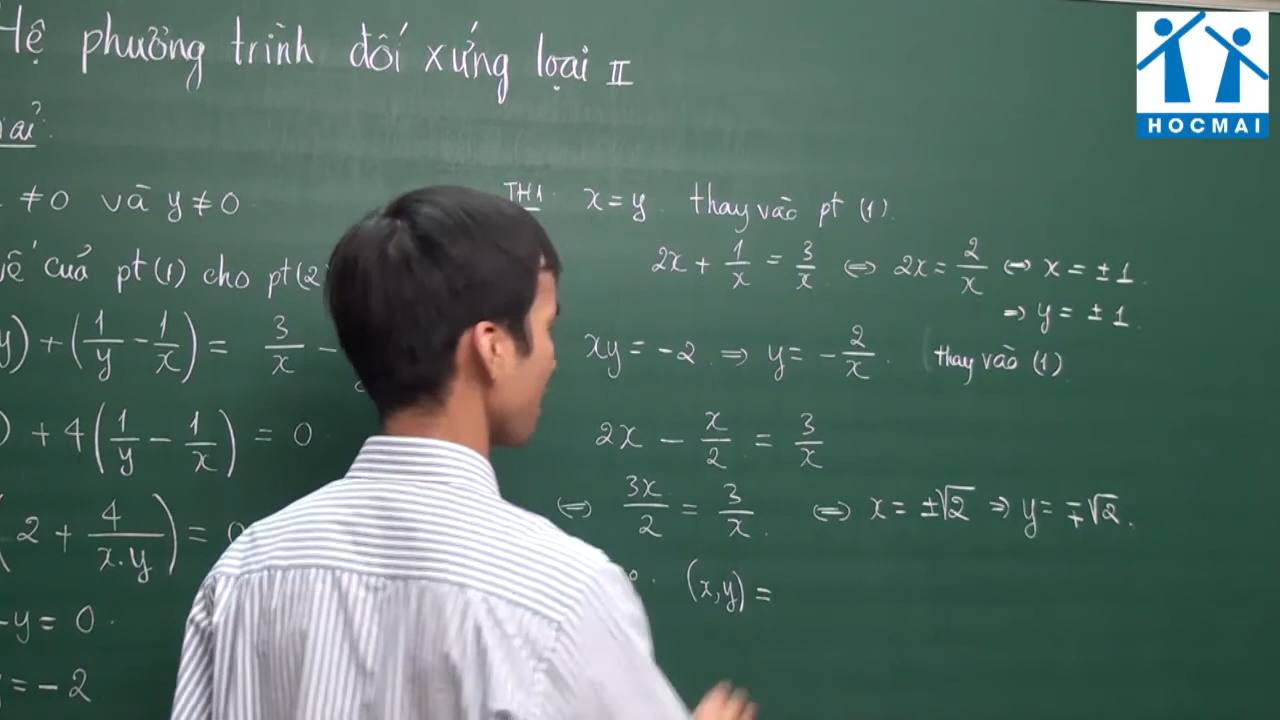 Hệ phương trình đối xứng loại II
≠0 và y≠0
vế của pt(1) cho pt(2
y) + (1/y - 1/x) = 3/x -
) + 4(1/y - 1/x) = 0
(2 + 4/x.y) = 0
-y = 0.
= -2
TH1 x=y thay vào pt (1).
2x + 1/x = 3/x ⇔ 2x = 2/x ⇔ x = ±1.
⇒ y = ±1.
xy = -2 ⇒ y = -2/x. (thay vào (1)
2x - x/2 = 3/x
⇔ 3x/2 = 3/x. ⇔ x = ±√2 ⇒ y = ∓√2.
(x,y) =
HOCMAI